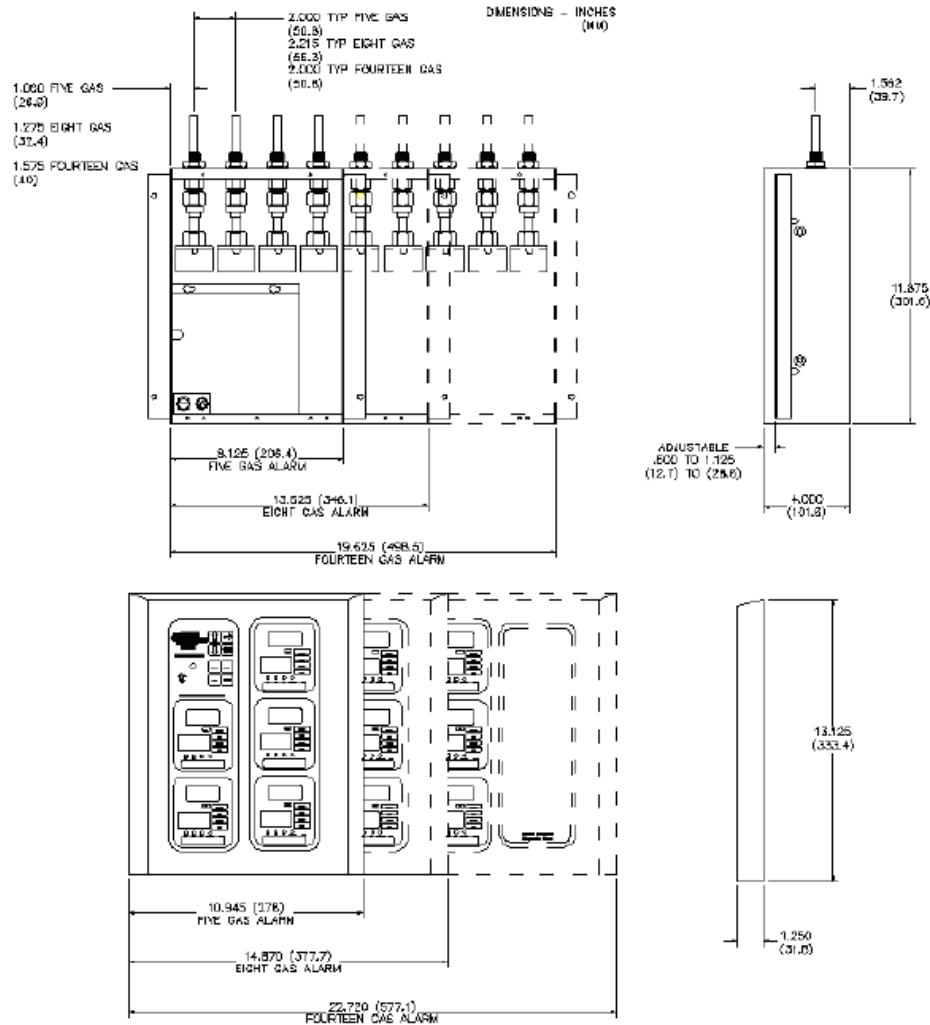 DIMENSIONS - INCHES
(MM)
2.000 TYP FIVE GAS
(50.8)
2.215 TYP EIGHT GAS
(56.3)
2.000 TYP FOURTEEN GAS
(50.8)
1.060 FIVE GAS
(26.9)
1.275 EIGHT GAS
(32.4)
1.575 FOURTEEN GAS
(40)
1.562
(39.7)
11.875
(301.6)
8.125 (206.4)
FIVE GAS ALARM
13.625 (346.1)
EIGHT GAS ALARM
19.625 (498.5)
FOURTEEN GAS ALARM
ADJUSTABLE
.500 TO 1.125
(12.7) TO (28.6)
4.000
(101.6)
13.125
(333.4)
10.945 (278)
FIVE GAS ALARM
14.870 (377.7)
EIGHT GAS ALARM
22.720 (577.1)
FOURTEEN GAS ALARM
1.250
(31.8)